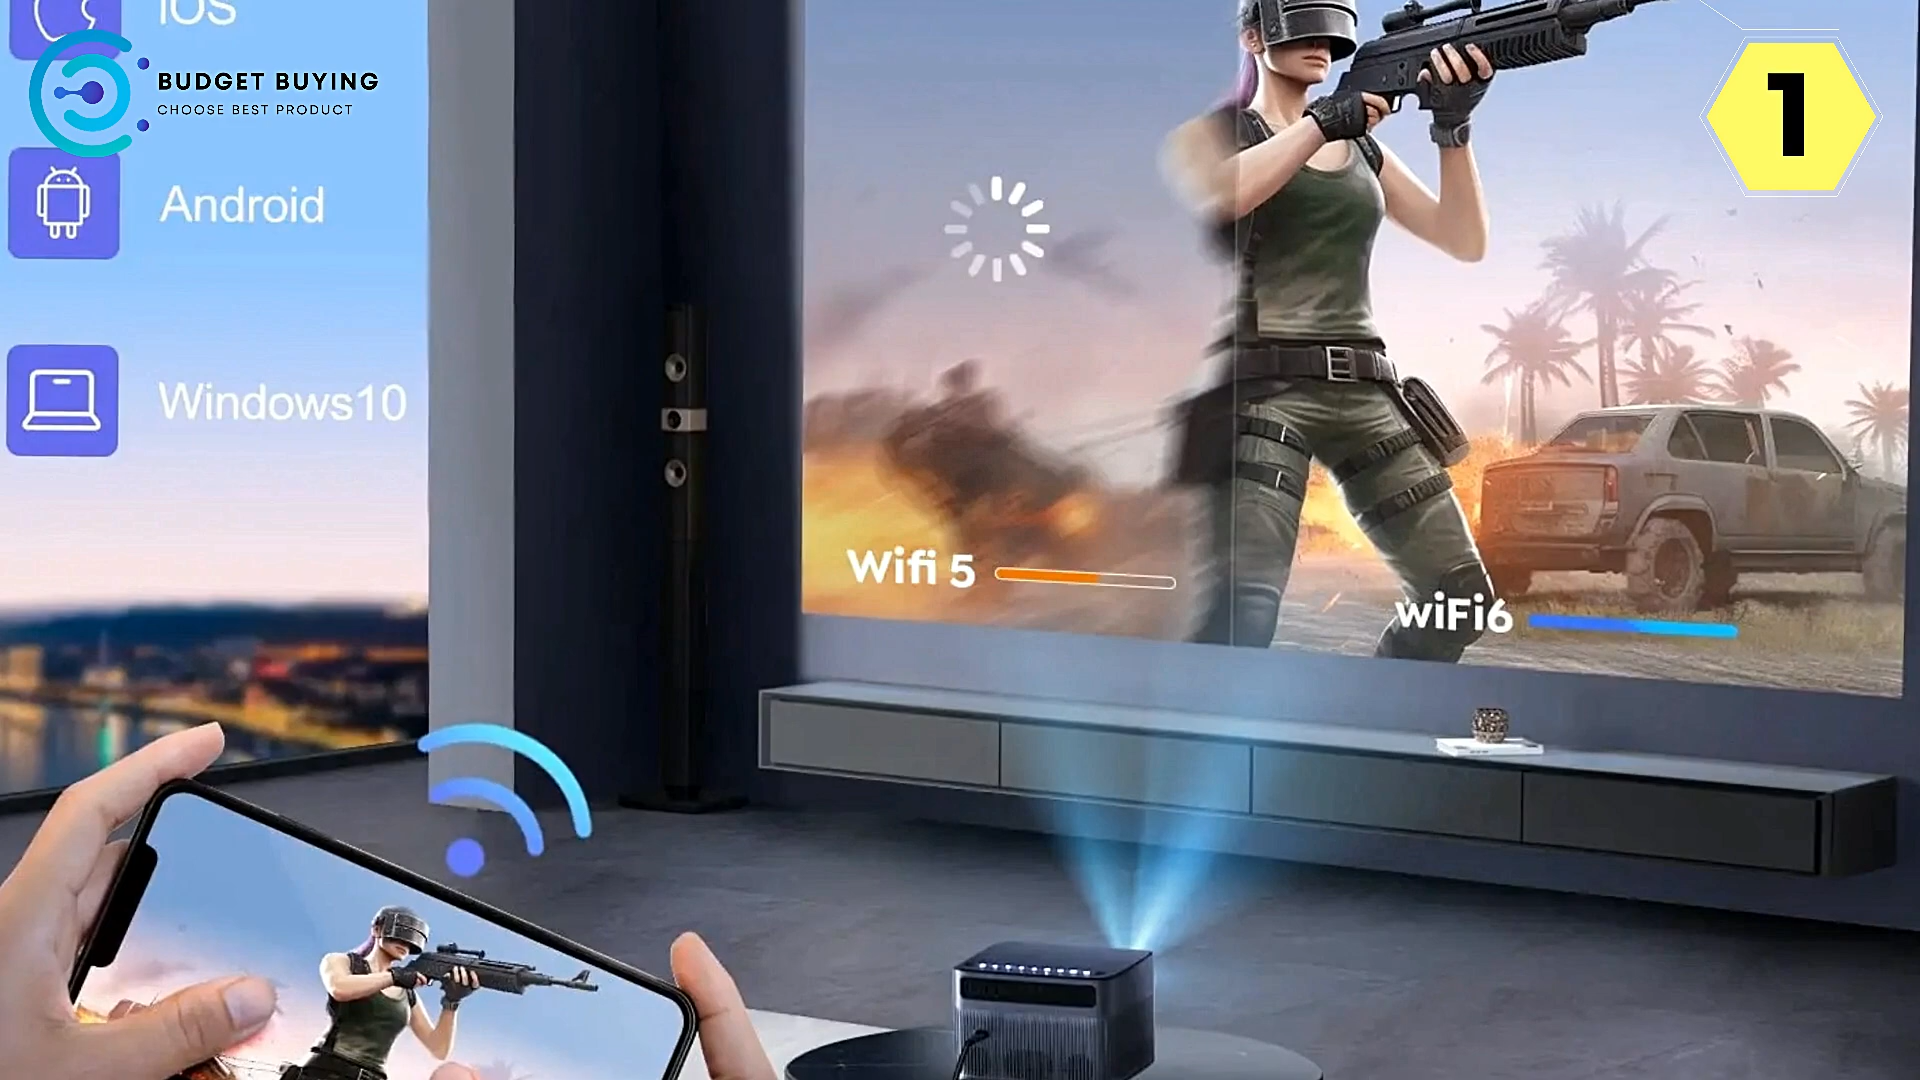 iOS
BUDGET BUYING
CHOOSE BEST PRODUCT
1
Android
Windows10
Wifi 5
wiFi6